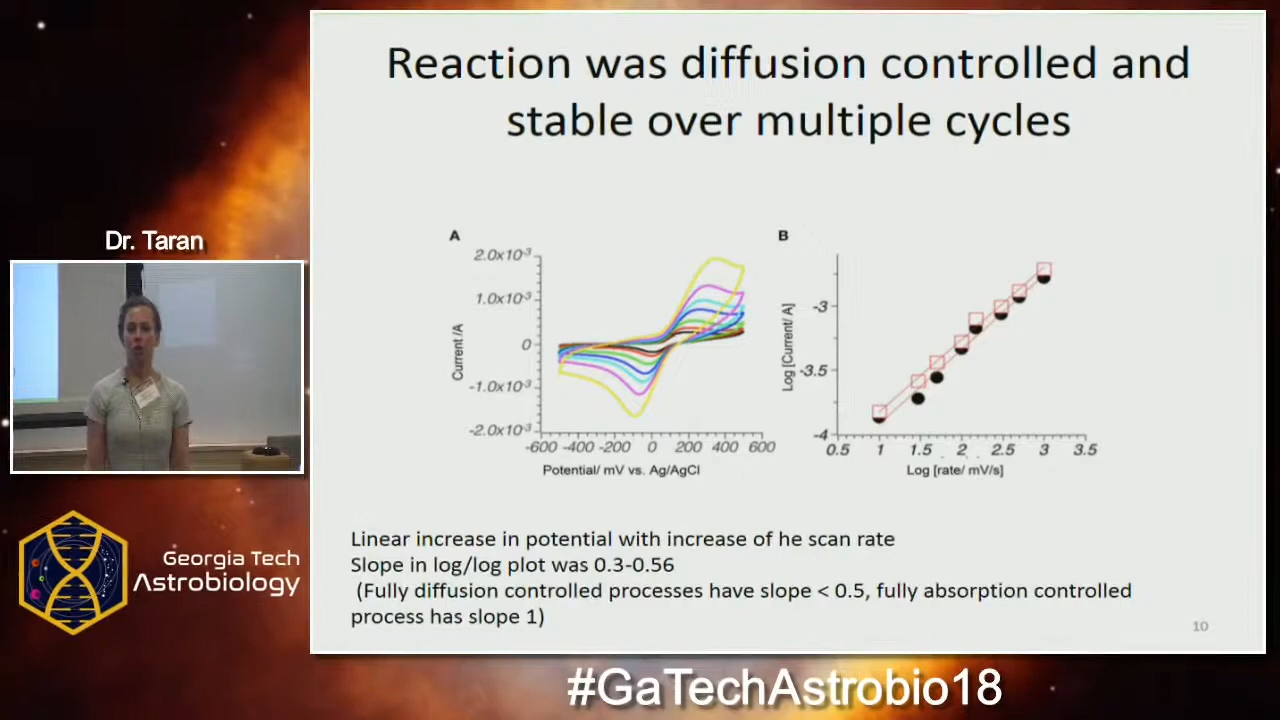 Reaction was diffusion controlled and
stable over multiple cycles
Dr. Taran
A
2.0x10-3
1.0x10-3
0
-1.0x10-3
-2.0x10-3
Current /A
-600 -400 -200 0 200 400 600
Potential/ mV vs. Ag/AgCl
B
-3
-3.5
-4
Log [Current/ A]
0.5 1 1.5 2 2.5 3 3.5
Log [rate/ mV/s]
Linear increase in potential with increase of he scan rate
Slope in log/log plot was 0.3-0.56
(Fully diffusion controlled processes have slope < 0.5, fully absorption controlled
process has slope 1)
10
Georgia Tech
Astrobiology
#GaTechAstrobio18